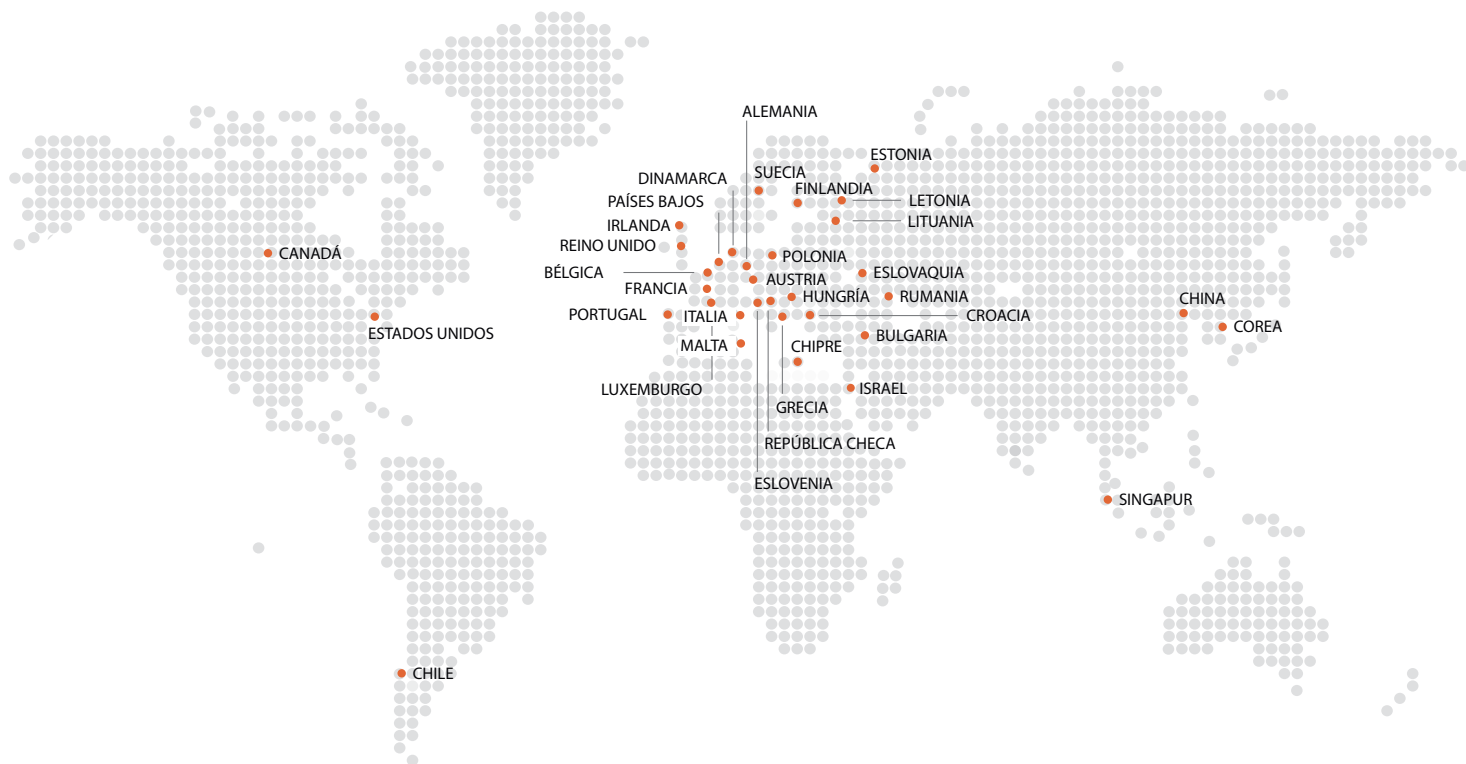 ALEMANIA
ESTONIA
SUECIA
DINAMARCA
FINLANDIA
PAÍSES BAJOS
LETONIA
LITUANIA
IRLANDA
REINO UNIDO
CANADÁ
POLONIA
BÉLGICA
ESLOVAQUIA
AUSTRIA
FRANCIA
HUNGRÍA
RUMANIA
CHINA
PORTUGAL
ITALIA
CROACIA
COREA
ESTADOS UNIDOS
BULGARIA
MALTA
CHIPRE
LUXEMBURGO
ISRAEL
GRECIA
REPÚBLICA CHECA
ESLOVENIA
SINGAPUR
CHILE